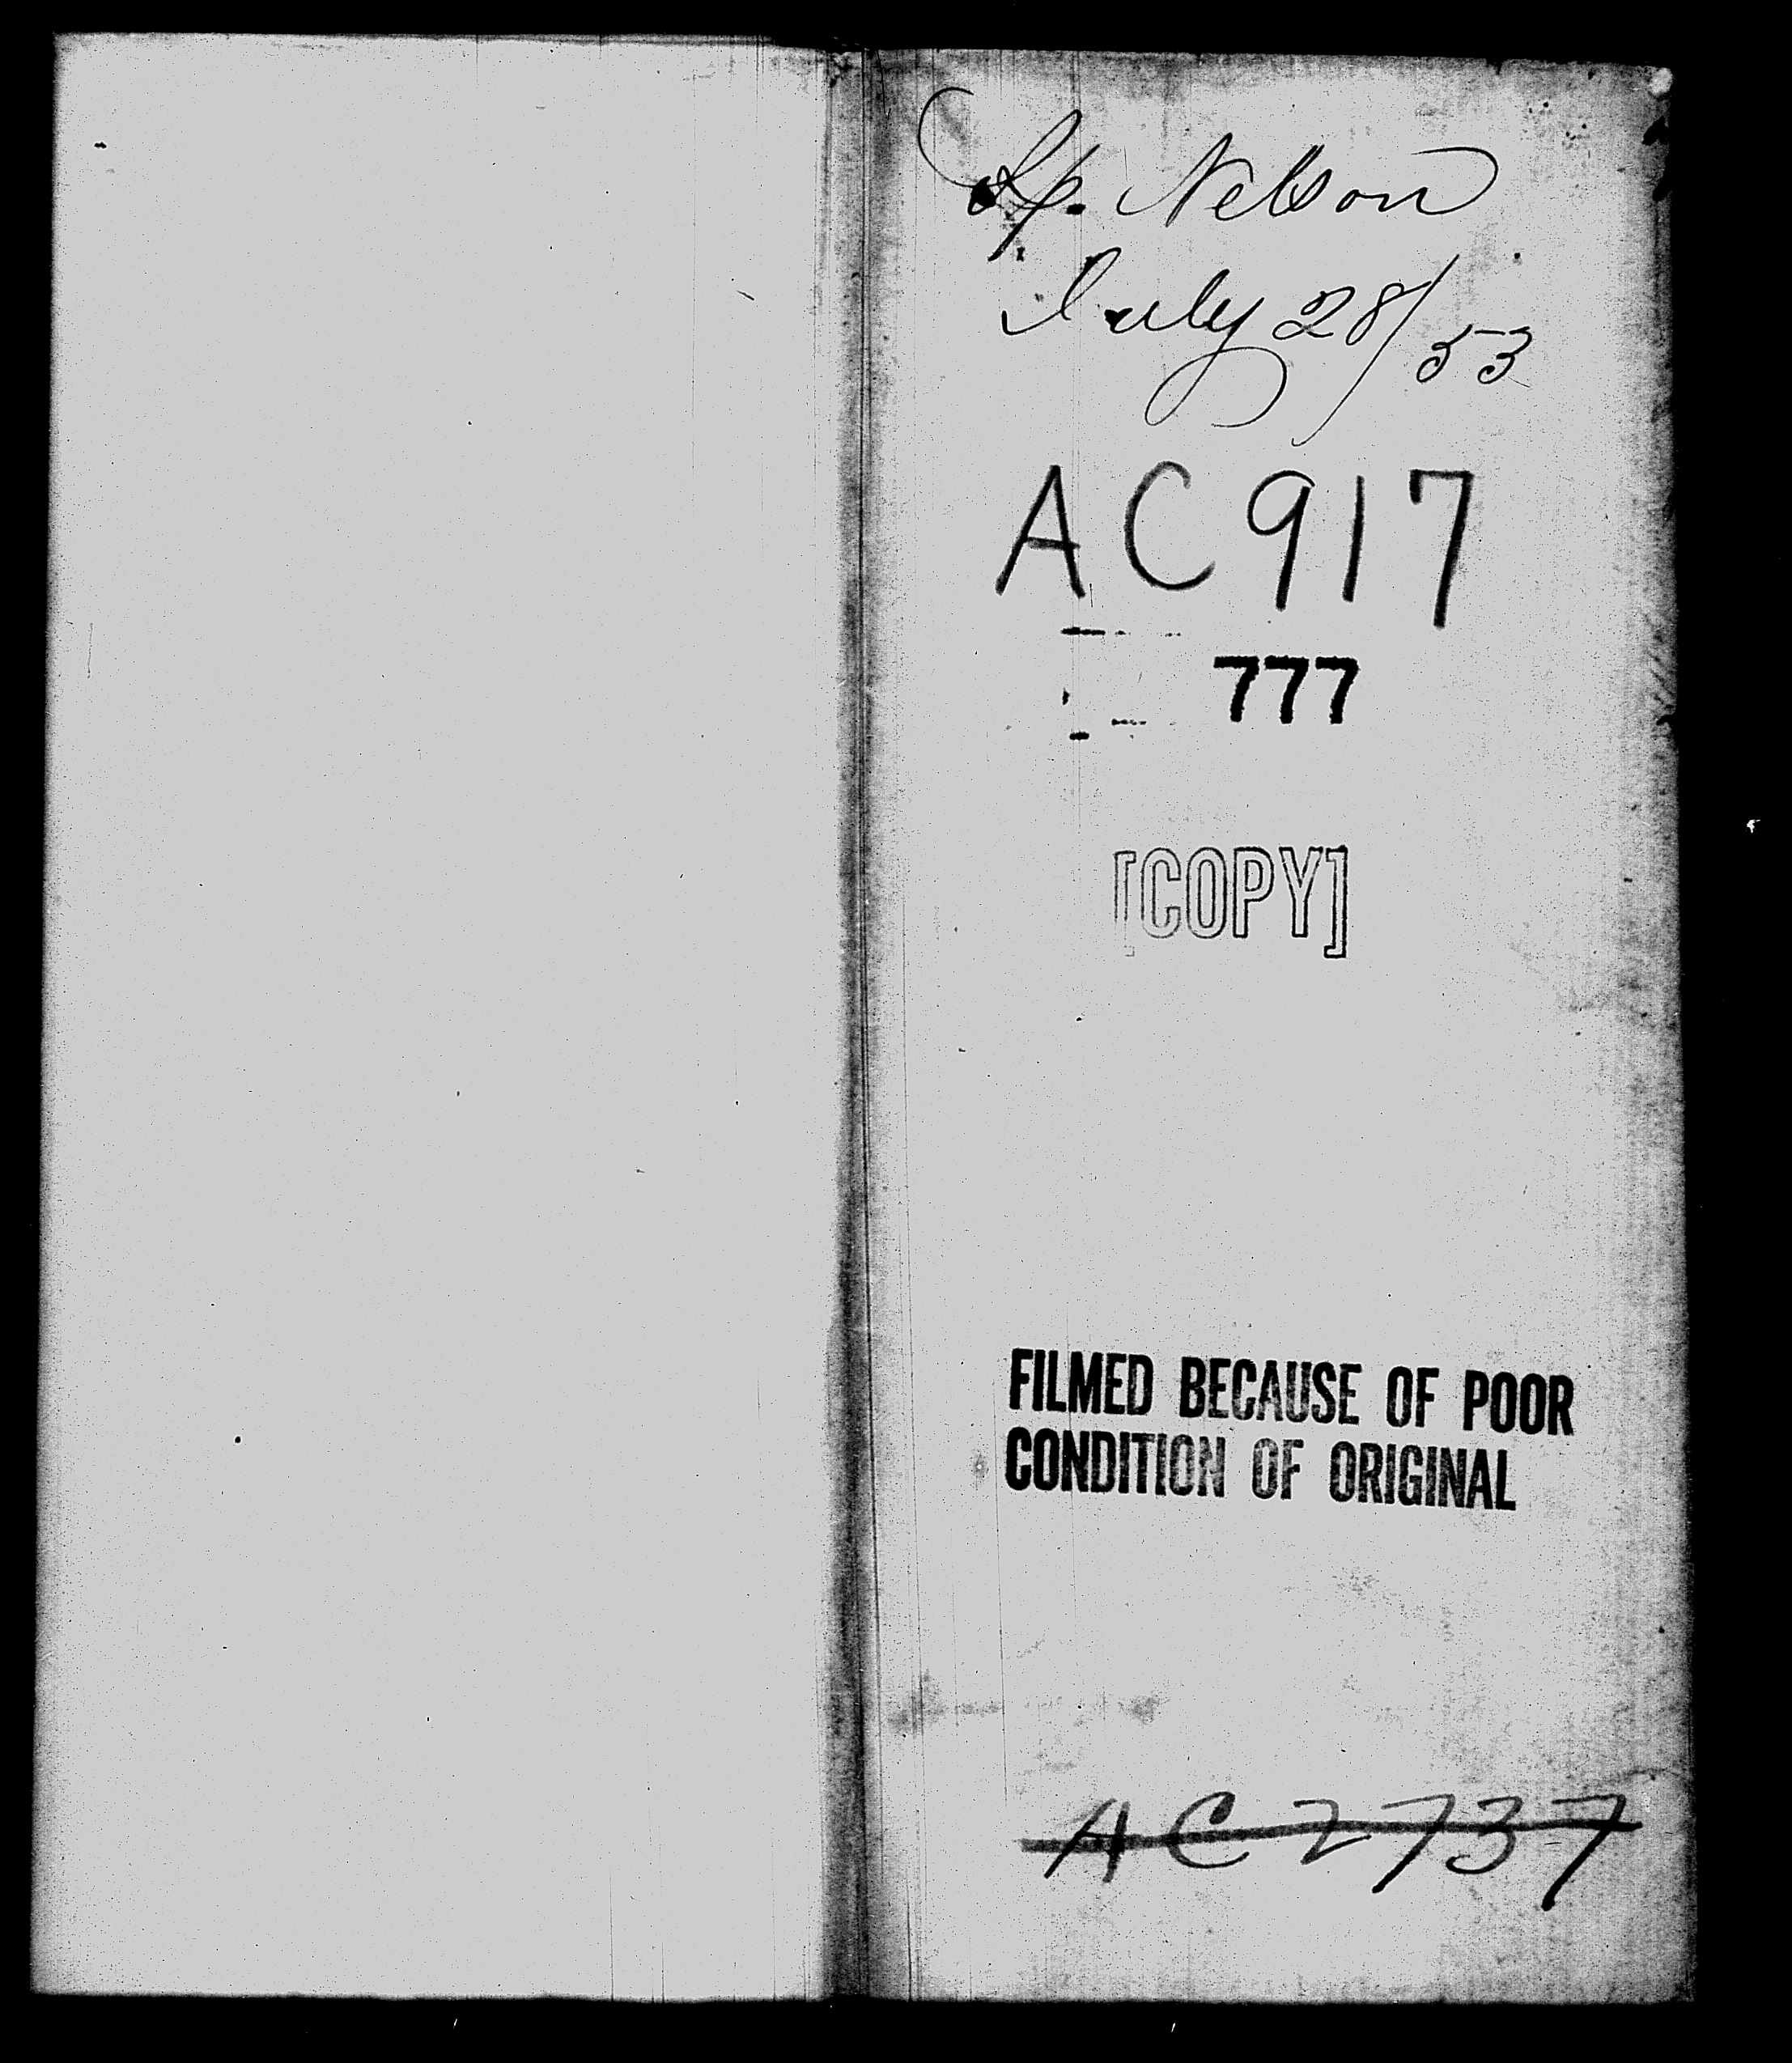 Sp. Nelson
July 28/53
AC917
777
[COPY]
FILMED BECAUSE OF POOR
CONDITION OF ORIGINAL
AC2737